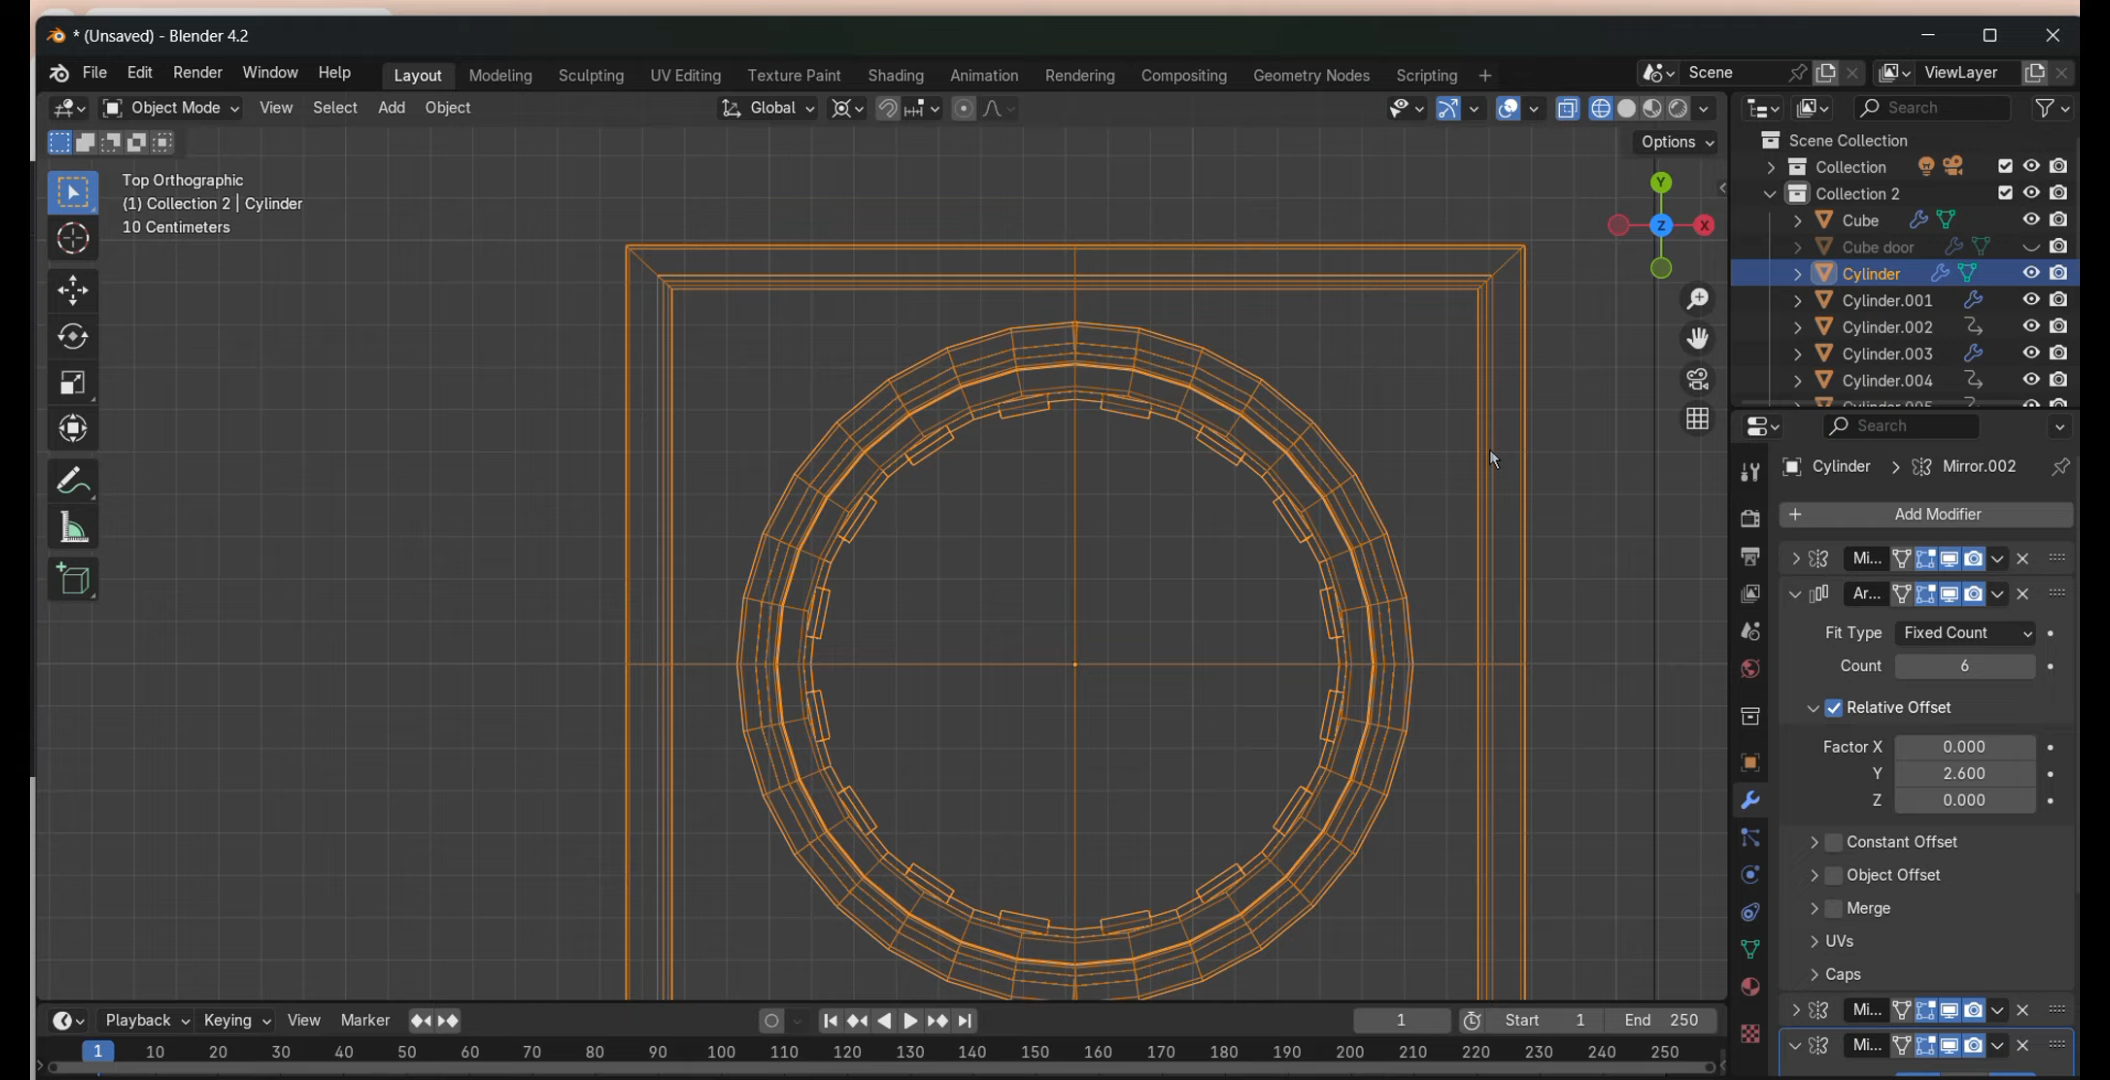 * (Unsaved) - Blender 4.2
File Edit Render Window Help Layout Modeling Sculpting UV Editing Texture Paint Shading Animation Rendering Compositing Geometry Nodes Scripting + Scene ViewLayer
Object Mode View Select Add Object Global Search
Options
Top Orthographic
(1) Collection 2 | Cylinder
10 Centimeters
Y
Z X
Scene Collection
Collection
Collection 2
Cube
Cube door
Cylinder
Cylinder.001
Cylinder.002
Cylinder.003
Cylinder.004
Search
Cylinder > Mirror.002
+ Add Modifier
Mi...
Ar...
Fit Type Fixed Count
Count 6
Relative Offset
Factor X 0.000
Y 2.600
Z 0.000
Constant Offset
Object Offset
Merge
UVs
Caps
Mi...
Mi...
Playback Keying View Marker 1 Start 1 End 250
1 10 20 30 40 50 60 70 80 90 100 110 120 130 140 150 160 170 180 190 200 210 220 230 240 250